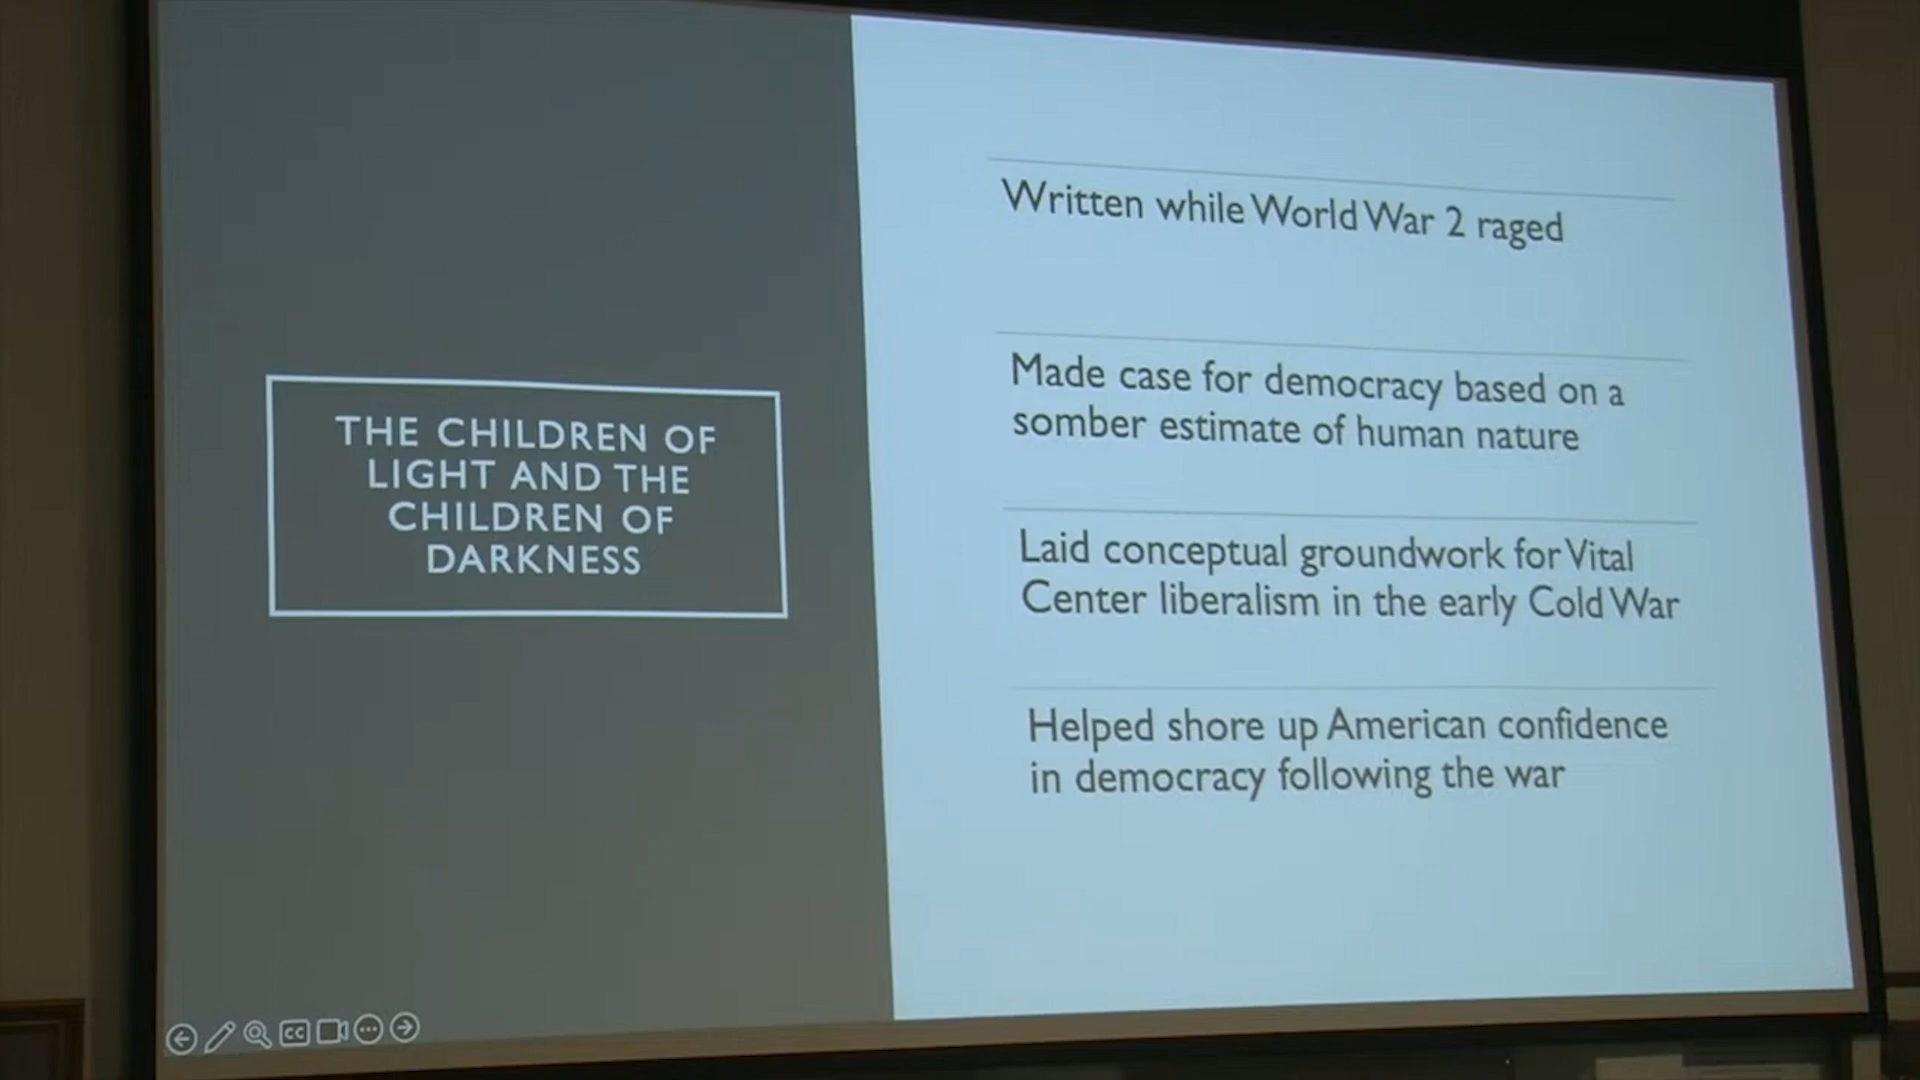 THE CHILDREN OF
LIGHT AND THE
CHILDREN OF
DARKNESS
Written while World War 2 raged
Made case for democracy based on a
somber estimate of human nature
Laid conceptual groundwork for Vital
Center liberalism in the early Cold War
Helped shore up American confidence
in democracy following the war
CC